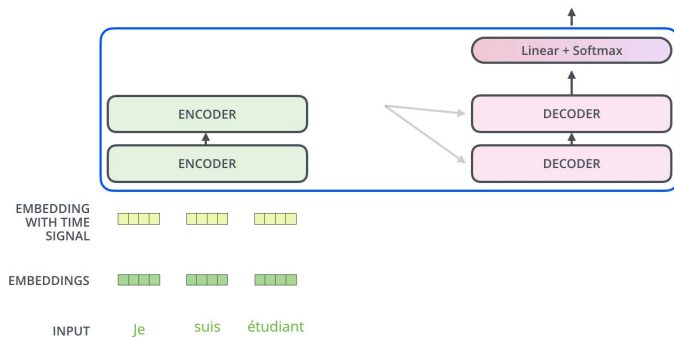 Linear + Softmax
ENCODER
DECODER
ENCODER
DECODER
EMBEDDING
WITH TIME
SIGNAL
EMBEDDINGS
INPUT Je suis étudiant